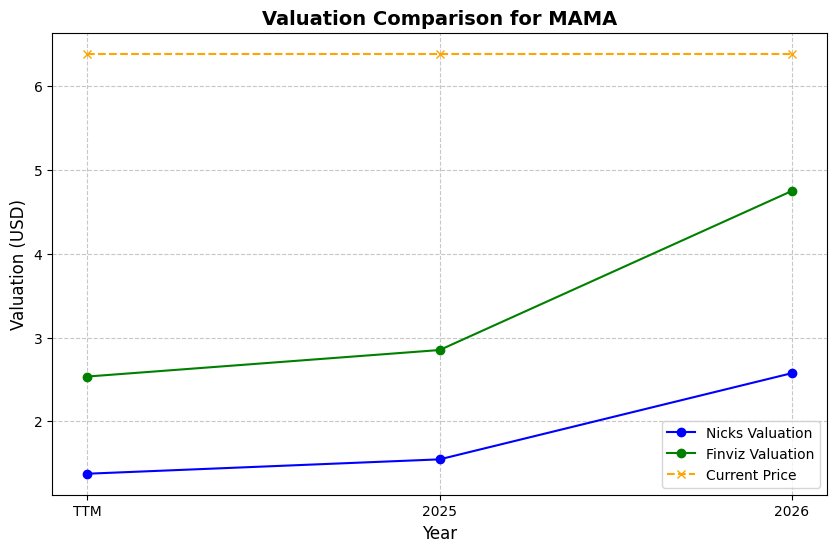 Valuation Comparison for MAMA
Valuation (USD)
6
5
4
3
2
TTM
2025
2026
Year
Nicks Valuation
Finviz Valuation
Current Price